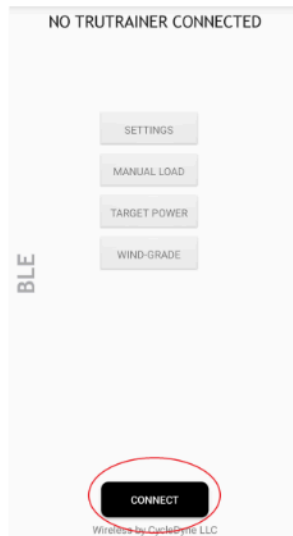 NO TRUTRAINER CONNECTED
SETTINGS
MANUAL LOAD
TARGET POWER
WIND-GRADE
BLE
CONNECT
Wireless by CycleDyne LLC